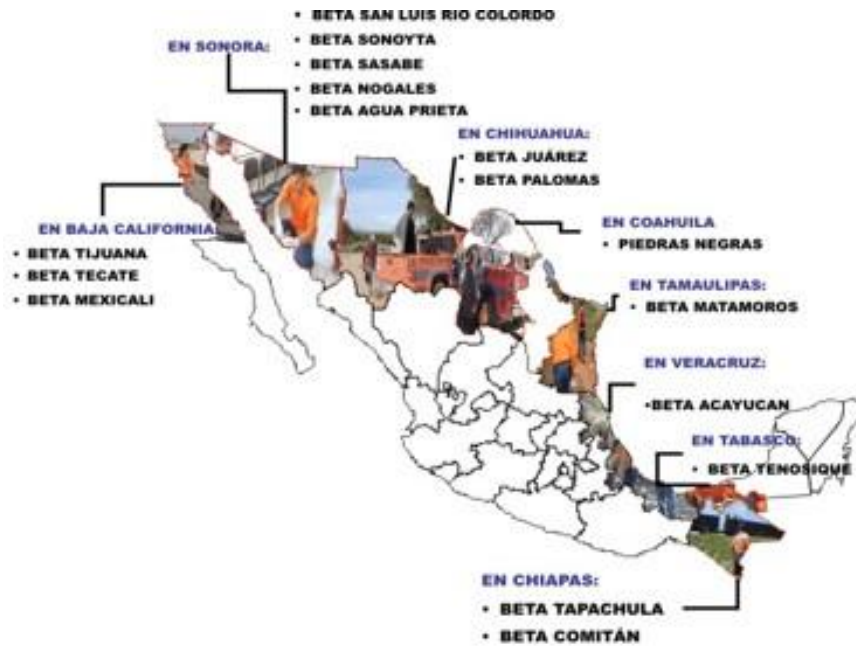 • BETA SAN LUIS RIO COLORDO
EN SONORA:
• BETA SONOYTA
• BETA SASABE
• BETA NOGALES
• BETA AGUA PRIETA
EN CHIHUAHUA:
• BETA JUÁREZ
• BETA PALOMAS
EN BAJA CALIFORNIA
• BETA TIJUANA
• BETA TECATE
• BETA MEXICALI
EN COAHUILA
• PIEDRAS NEGRAS
EN TAMAULIPAS:
• BETA MATAMOROS
EN VERACRUZ:
•BETA ACAYUCAN
EN TABASCO:
• BETA TENOSIQUE
EN CHIAPAS:
• BETA TAPACHULA
• BETA COMITÁN